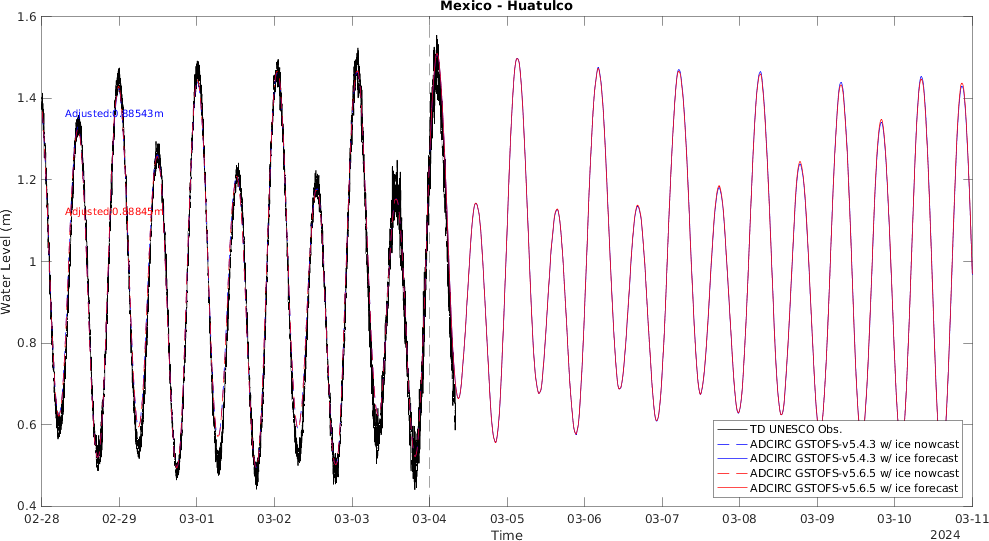 Mexico - Huatulco
1.6
1.4
1.2
1
0.8
0.6
0.4
Water Level (m)
Adjusted:0.88543m
Adjusted:0.88845m
TD UNESCO Obs.
ADCIRC GSTOFS-v5.4.3 w/ ice nowcast
ADCIRC GSTOFS-v5.4.3 w/ ice forecast
ADCIRC GSTOFS-v5.6.5 w/ ice nowcast
ADCIRC GSTOFS-v5.6.5 w/ ice forecast
02-28 02-29 03-01 03-02 03-03 03-04 03-05 03-06 03-07 03-08 03-09 03-10 03-11
Time
2024